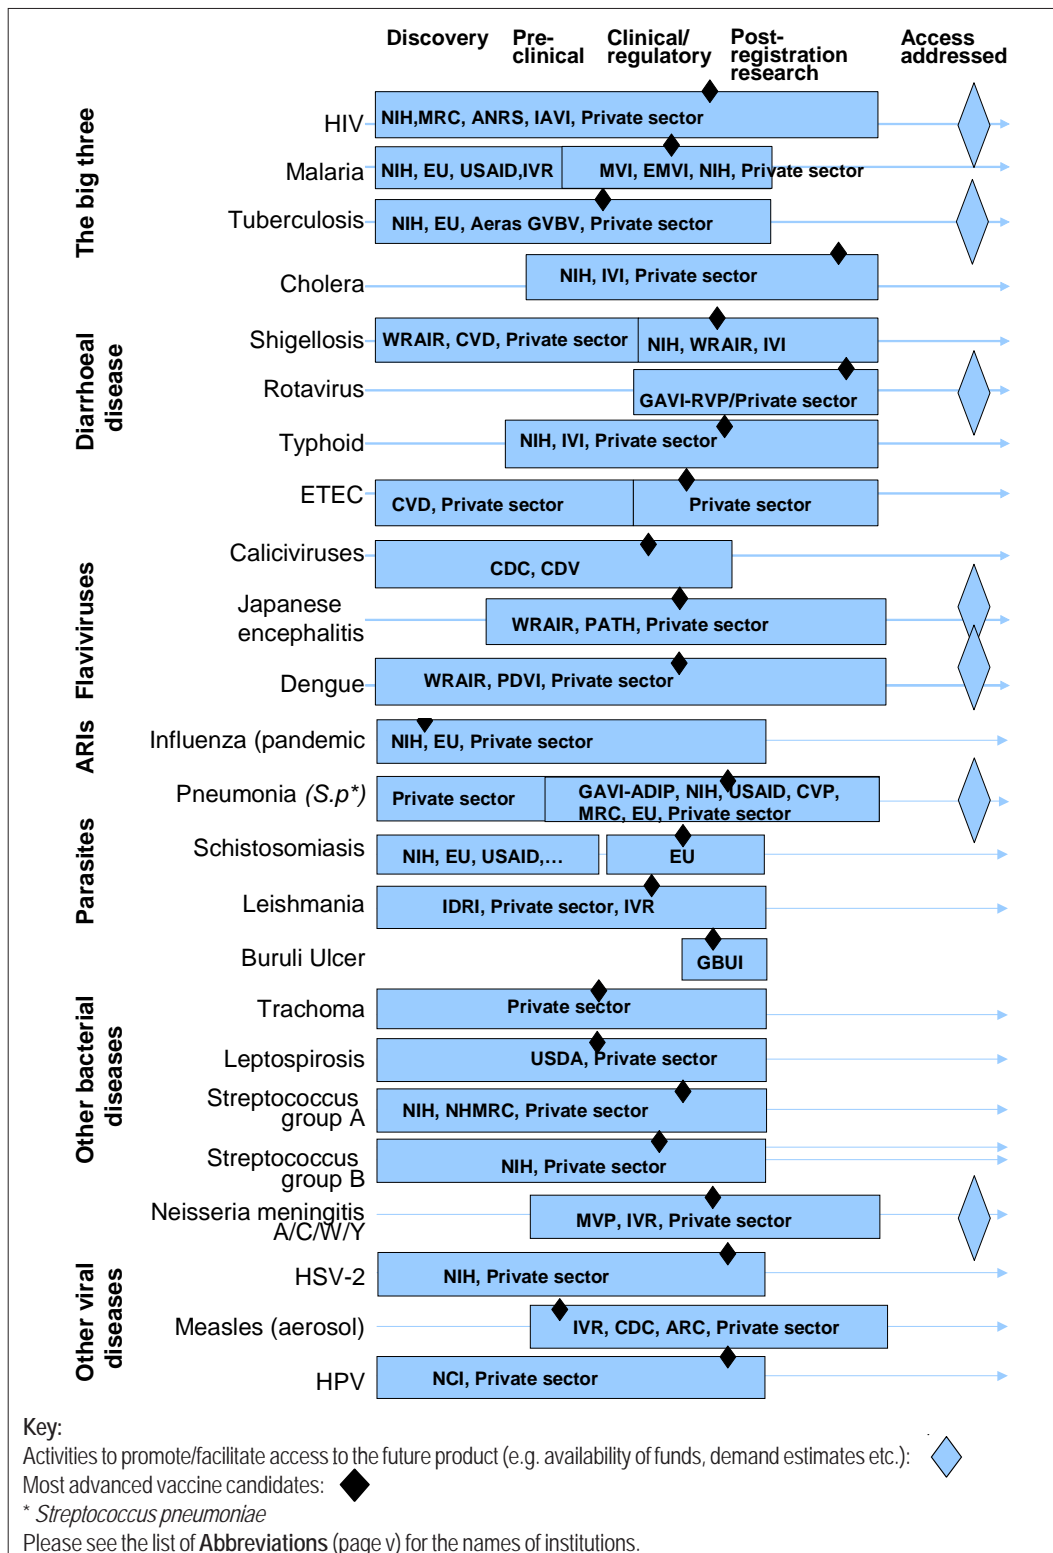 Discovery Pre- Clinical/ Post- Access
clinical regulatory registration addressed
research
The big three
HIV NIH,MRC, ANRS, IAVI, Private sector
Malaria NIH, EU, USAID,IVR MVI, EMVI, NIH, Private sector
Tuberculosis NIH, EU, Aeras GVBV, Private sector
Diarrhoeal
disease
Cholera NIH, IVI, Private sector
Shigellosis WRAIR, CVD, Private sector NIH, WRAIR, IVI
Rotavirus GAVI-RVP/Private sector
Typhoid NIH, IVI, Private sector
ETEC CVD, Private sector Private sector
Caliciviruses CDC, CDV
Flaviviruses
Japanese
encephalitis WRAIR, PATH, Private sector
Dengue WRAIR, PDVI, Private sector
ARIs
Influenza (pandemic NIH, EU, Private sector
Pneumonia (S.p*) Private sector GAVI-ADIP, NIH, USAID, CVP,
MRC, EU, Private sector
Parasites
Schistosomiasis NIH, EU, USAID,... EU
Leishmania IDRI, Private sector, IVR
Other bacterial
diseases
Buruli Ulcer GBUI
Trachoma Private sector
Leptospirosis USDA, Private sector
Streptococcus
group A NIH, NHMRC, Private sector
Streptococcus
group B NIH, Private sector
Neisseria meningitis
A/C/W/Y MVP, IVR, Private sector
Other viral
diseases
HSV-2 NIH, Private sector
Measles (aerosol) IVR, CDC, ARC, Private sector
HPV NCI, Private sector
Key:
Activities to promote/facilitate access to the future product (e.g. availability of funds, demand estimates etc.):
Most advanced vaccine candidates:
* Streptococcus pneumoniae
Please see the list of Abbreviations (page v) for the names of institutions.